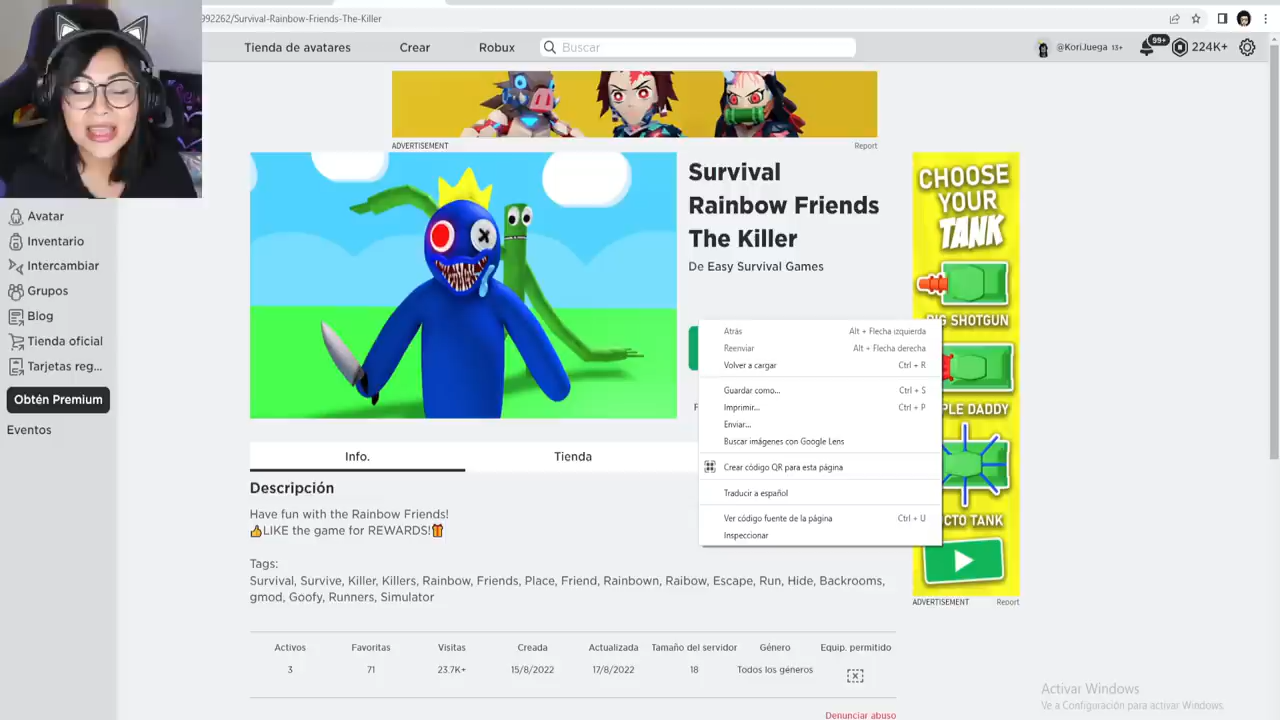 992262/Survival-Rainbow-Friends-The-Killer
Tienda de avatares
Crear
Robux
Buscar
@KoriJuega 13+
99+
224K+
ADVERTISEMENT
Report
Avatar
Inventario
Intercambiar
Grupos
Blog
Tienda oficial
Tarjetas reg...
Obtén Premium
Eventos
Survival
Rainbow Friends
The Killer
De Easy Survival Games
Atrás Alt + Flecha izquierda
Reenviar Alt + Flecha derecha
Volver a cargar Ctrl + R
Guardar como... Ctrl + S
Imprimir... Ctrl + P
Enviar...
Buscar imágenes con Google Lens
Crear código QR para esta página
Traducir a español
Ver código fuente de la página Ctrl + U
Inspeccionar
CHOOSE
YOUR
TANK
SHOTGUN
DADDY
TANK
ADVERTISEMENT
Report
Info.
Tienda
Descripción
Have fun with the Rainbow Friends!
👍LIKE the game for REWARDS!🎁
Tags:
Survival, Survive, Killer, Killers, Rainbow, Friends, Place, Friend, Rainbown, Raibow, Escape, Run, Hide, Backrooms,
gmod, Goofy, Runners, Simulator
Activos Favoritas Visitas Creada Actualizada Tamaño del servidor Género Equip. permitido
3 71 23.7K+ 15/8/2022 17/8/2022 18 Todos los géneros
Denunciar abuso
Activar Windows
Ve a Configuración para activar Windows.